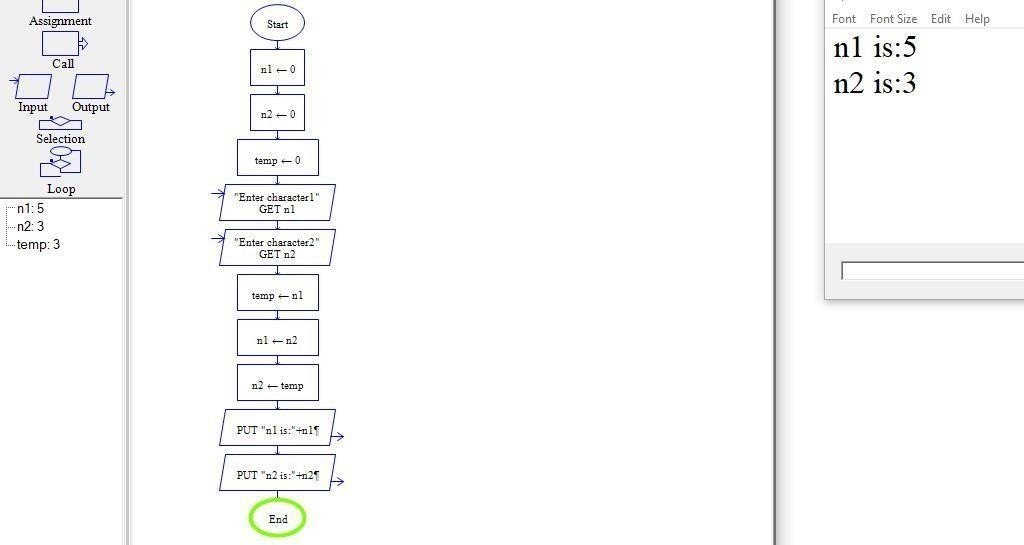 Assignment
Call
Input Output
Selection
Loop
n1: 5
n2: 3
temp: 3
Start
n1 ← 0
n2 ← 0
temp ← 0
"Enter character1"
GET n1
"Enter character2"
GET n2
temp ← n1
n1 ← n2
n2 ← temp
PUT "n1 is:"+n1¶
PUT "n2 is:"+n2¶
End
Font Font Size Edit Help
n1 is:5
n2 is:3